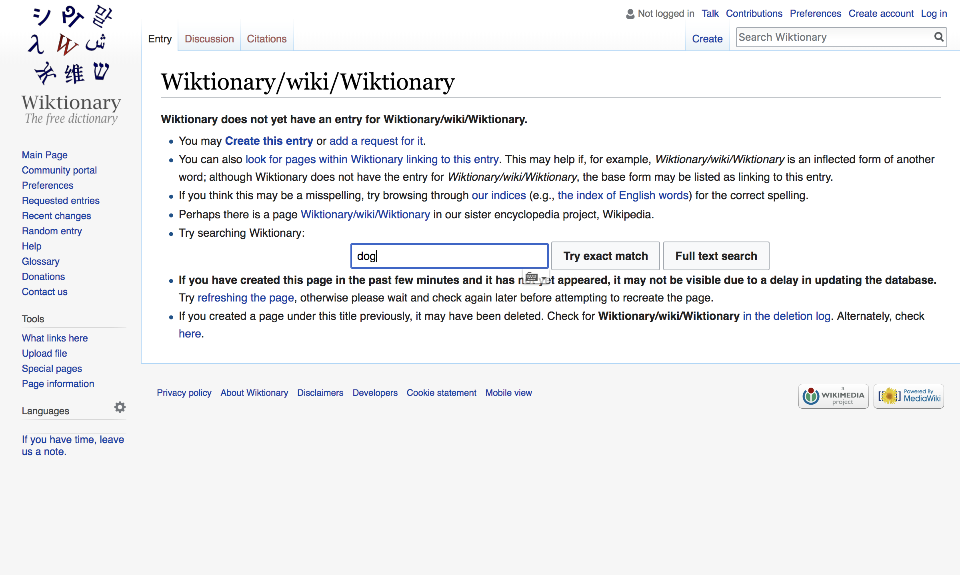 Not logged in Talk Contributions Preferences Create account Log in
Entry Discussion Citations Create Search Wiktionary
Wiktionary
The free dictionary
Main Page
Community portal
Preferences
Requested entries
Recent changes
Random entry
Help
Glossary
Donations
Contact us
Tools
What links here
Upload file
Special pages
Page information
Languages
If you have time, leave
us a note.
Wiktionary/wiki/Wiktionary
Wiktionary does not yet have an entry for Wiktionary/wiki/Wiktionary.
You may Create this entry or add a request for it.
You can also look for pages within Wiktionary linking to this entry. This may help if, for example, Wiktionary/wiki/Wiktionary is an inflected form of another
word; although Wiktionary does not have the entry for Wiktionary/wiki/Wiktionary, the base form may be listed as linking to this entry.
If you think this may be a misspelling, try browsing through our indices (e.g., the index of English words) for the correct spelling.
Perhaps there is a page Wiktionary/wiki/Wiktionary in our sister encyclopedia project, Wikipedia.
Try searching Wiktionary:
dog Try exact match Full text search
If you have created this page in the past few minutes and it has not yet appeared, it may not be visible due to a delay in updating the database.
Try refreshing the page, otherwise please wait and check again later before attempting to recreate the page.
If you created a page under this title previously, it may have been deleted. Check for Wiktionary/wiki/Wiktionary in the deletion log. Alternately, check
here.
Privacy policy About Wiktionary Disclaimers Developers Cookie statement Mobile view
WIKIMEDIA
project
Powered By
MediaWiki